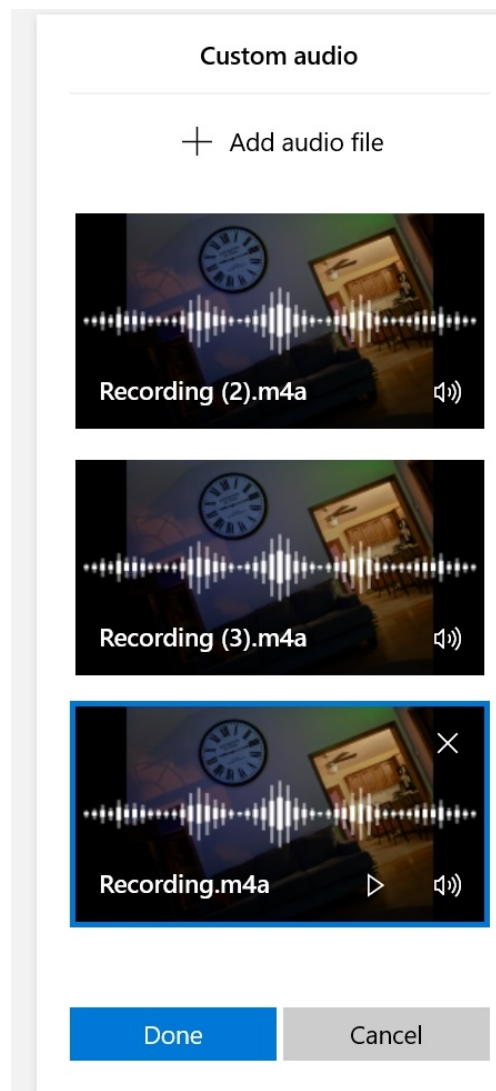 Custom audio
Add audio file
Recording (2).m4a
Recording (3).m4a
Recording.m4a
Done
Cancel